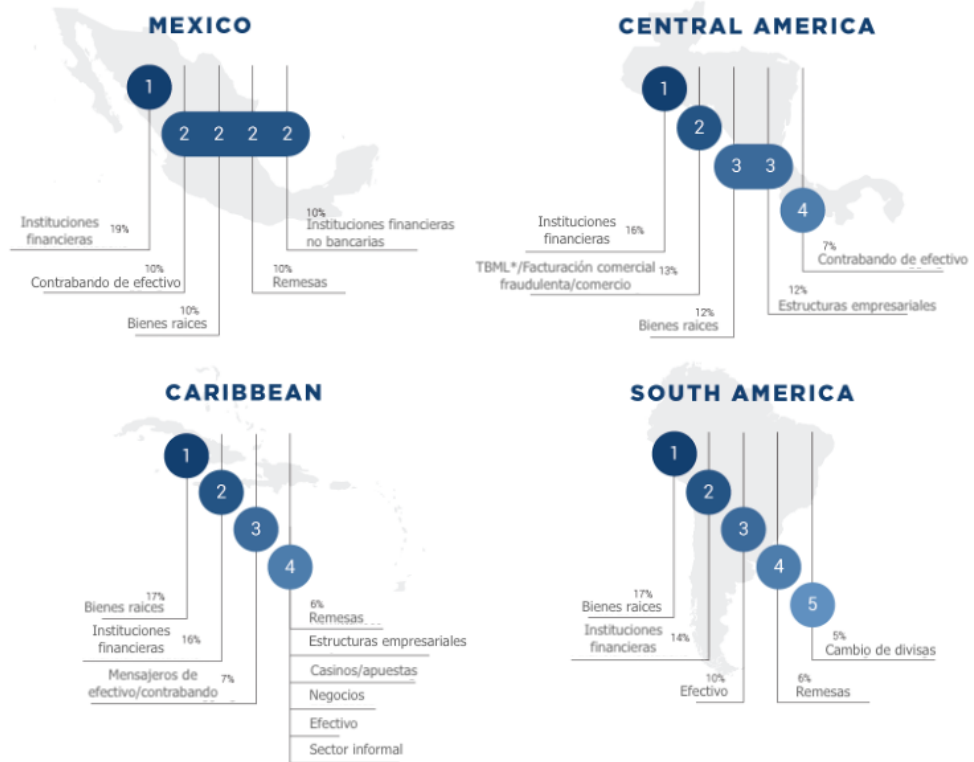 MEXICO
1
2 2 2 2
Instituciones
financieras
19%
10%
Contrabando de efectivo
10%
Bienes raices
10%
Remesas
10%
Instituciones financieras
no bancarias
CENTRAL AMERICA
1
2
3 3
4
Instituciones
financieras
16%
TBML*/Facturación comercial
fraudulenta/comercio
13%
12%
Bienes raices
12%
Estructuras empresariales
7%
Contrabando de efectivo
CARIBBEAN
1
2
3
4
17%
Bienes raices
Instituciones
financieras
16%
Mensajeros de
efectivo/contrabando
7%
6%
Remesas
Estructuras empresariales
Casinos/apuestas
Negocios
Efectivo
Sector informal
SOUTH AMERICA
1
2
3
4
5
17%
Bienes raices
Instituciones
financieras
14%
10%
Efectivo
6%
Remesas
5%
Cambio de divisas